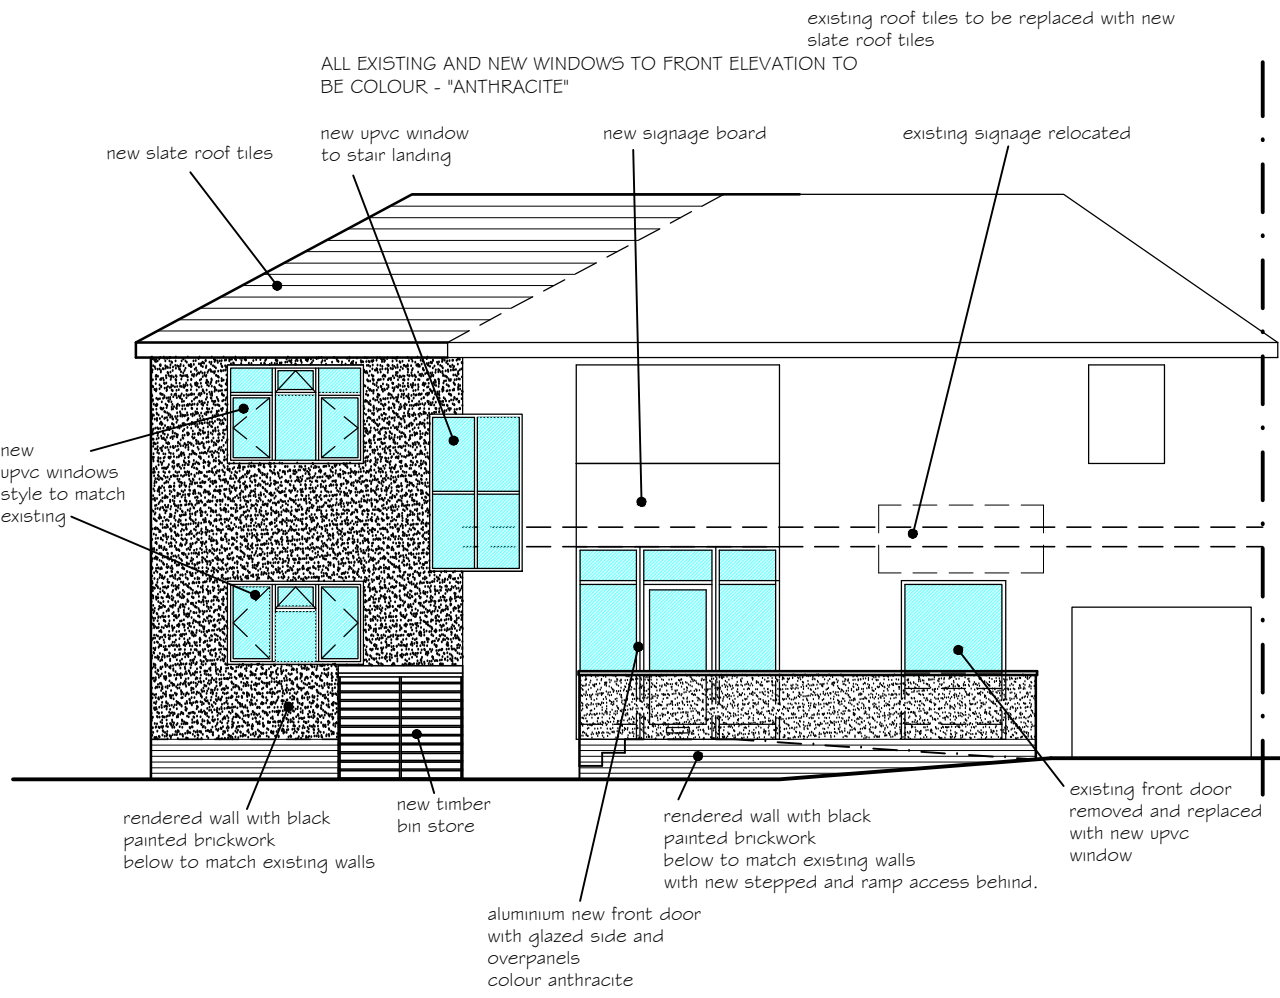 existing roof tiles to be replaced with new
slate roof tiles
ALL EXISTING AND NEW WINDOWS TO FRONT ELEVATION TO
BE COLOUR - "ANTHRACITE"
new slate roof tiles
new upvc window
to stair landing
new signage board
existing signage relocated
new
upvc windows
style to match
existing
rendered wall with black
painted brickwork
below to match existing walls
new timber
bin store
rendered wall with black
painted brickwork
below to match existing walls
with new stepped and ramp access behind.
existing front door
removed and replaced
with new upvc
window
aluminium new front door
with glazed side and
overpanels
colour anthracite